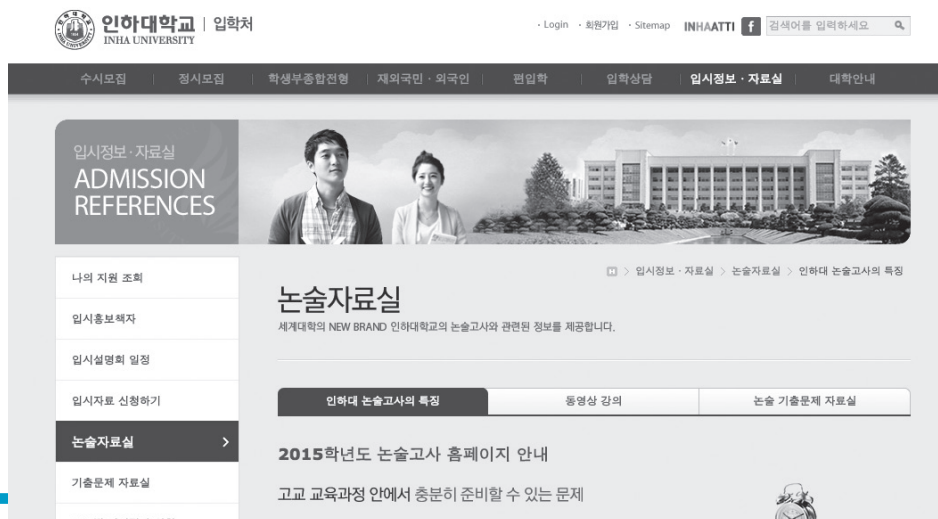 인하대학교 | 입학처
INHA UNIVERSITY
· Login · 회원가입 · Sitemap INHAATTI f 검색어를 입력하세요
수시모집 정시모집 학생부종합전형 재외국민 · 외국인 편입학 입학상담 입시정보 · 자료실 대학안내
입시정보 · 자료실
ADMISSION
REFERENCES
나의 지원 조회
입시홍보책자
입시설명회 일정
입시자료 신청하기
논술자료실 >
기출문제 자료실
H > 입시정보 · 자료실 > 논술자료실 > 인하대 논술고사의 특징
논술자료실
세계대학의 NEW BRAND 인하대학교의 논술고사와 관련된 정보를 제공합니다.
인하대 논술고사의 특징 동영상 강의 논술 기출문제 자료실
2015학년도 논술고사 홈페이지 안내
고교 교육과정 안에서 충분히 준비할 수 있는 문제